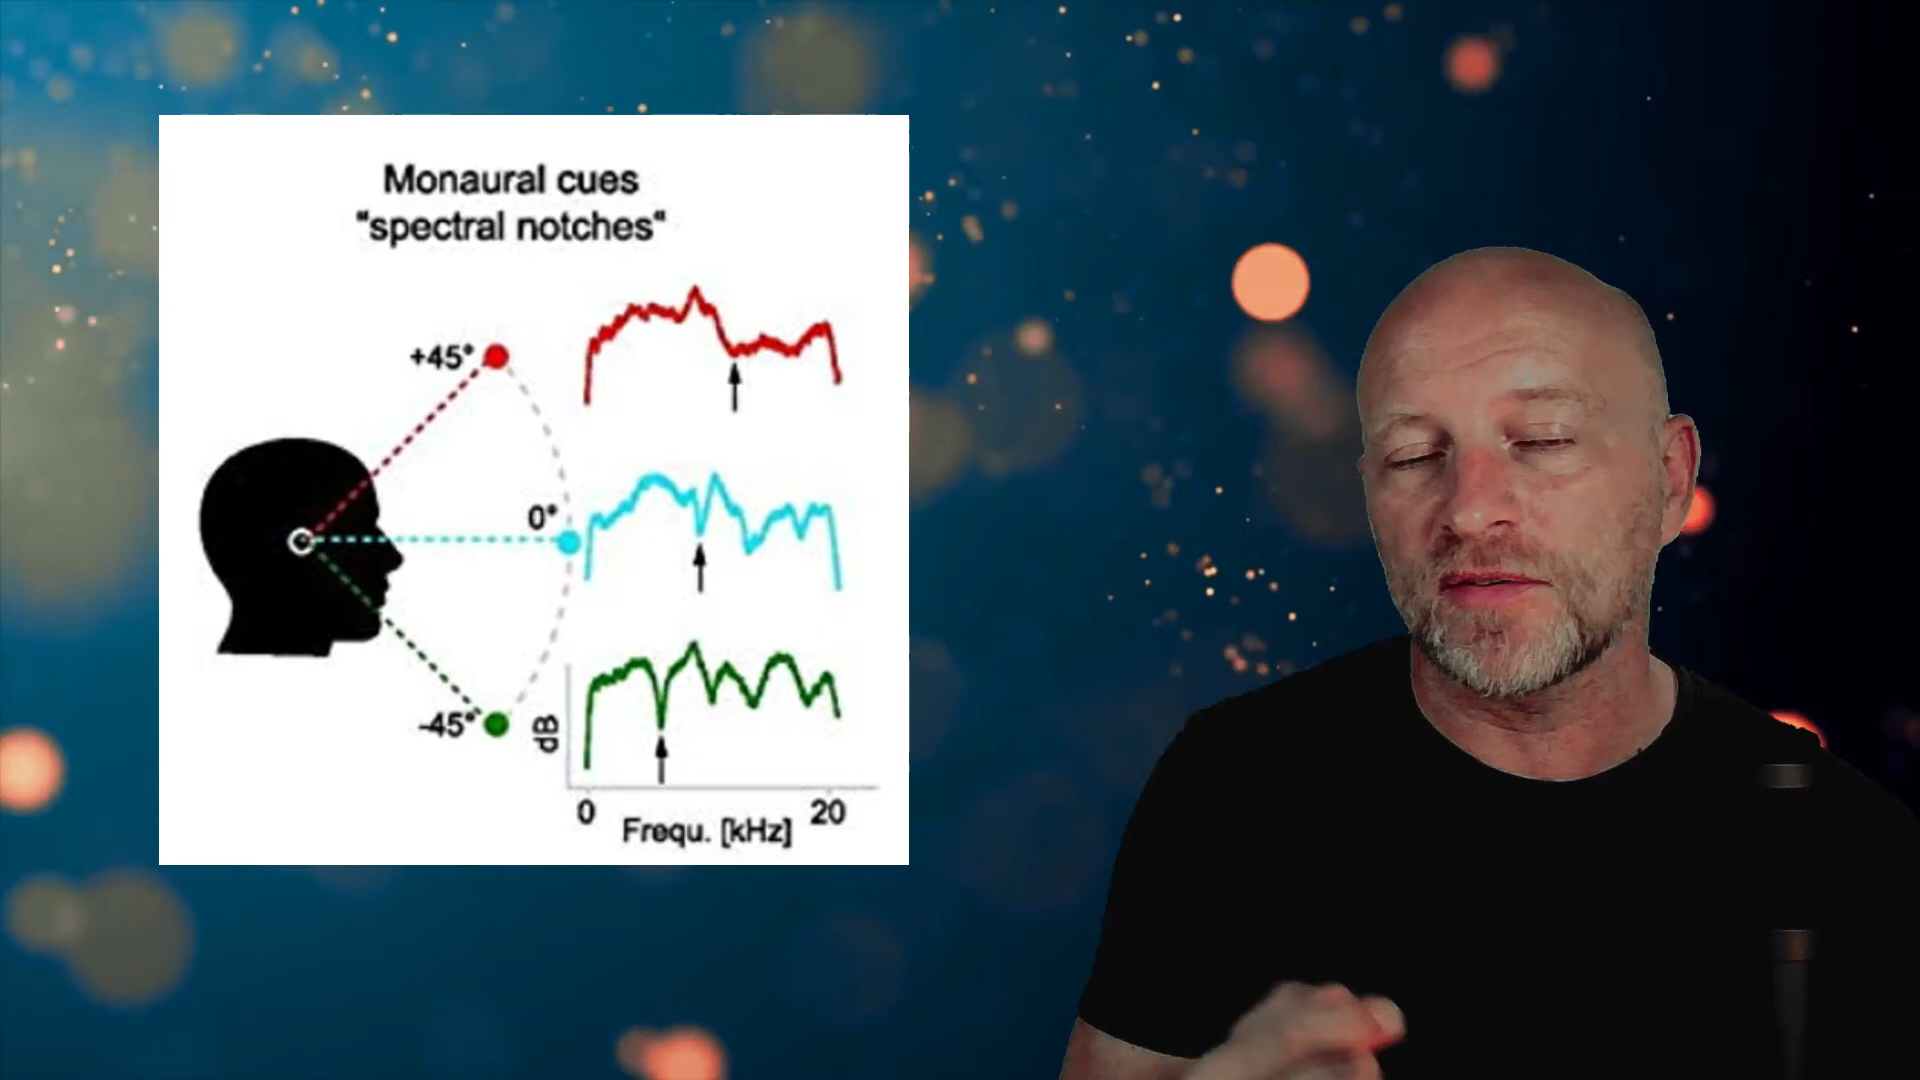 Monaural cues
“spectral notches“
+45°
0°
-45°
dB
0
20
Frequ. [kHz]